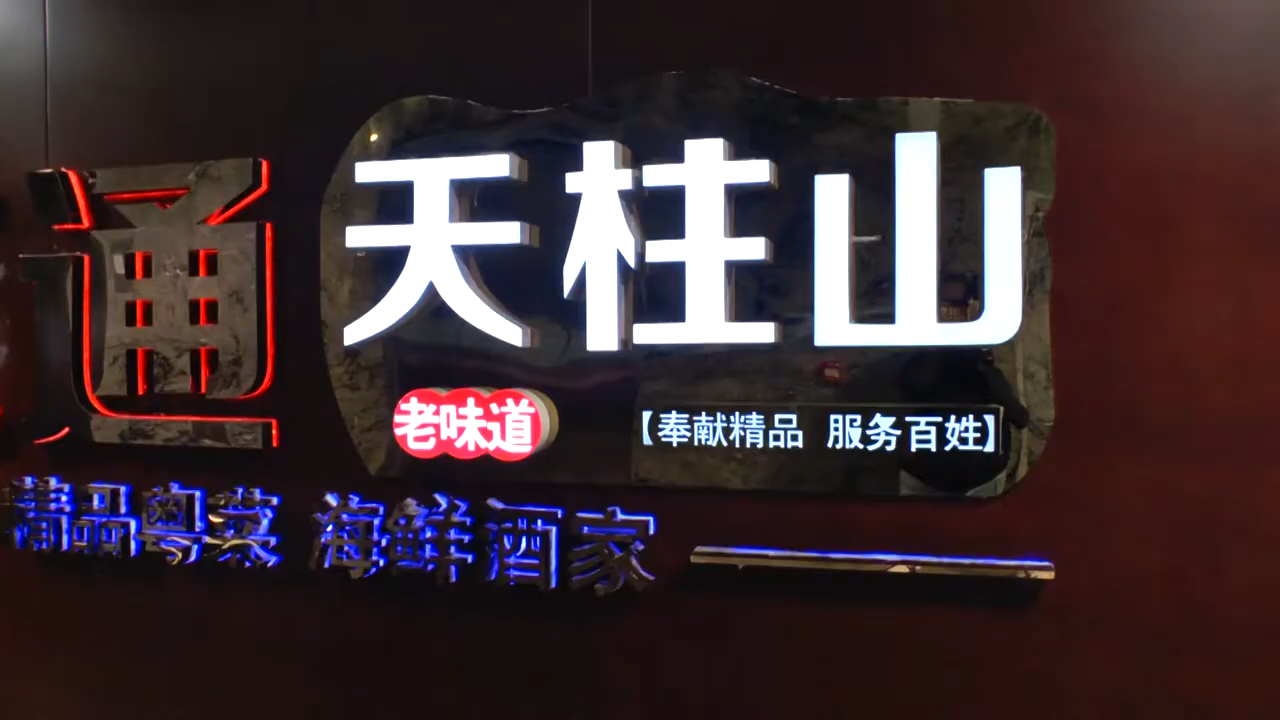 通
天柱山
老味道
【奉献精品 服务百姓】
精品粤菜 海鲜酒家